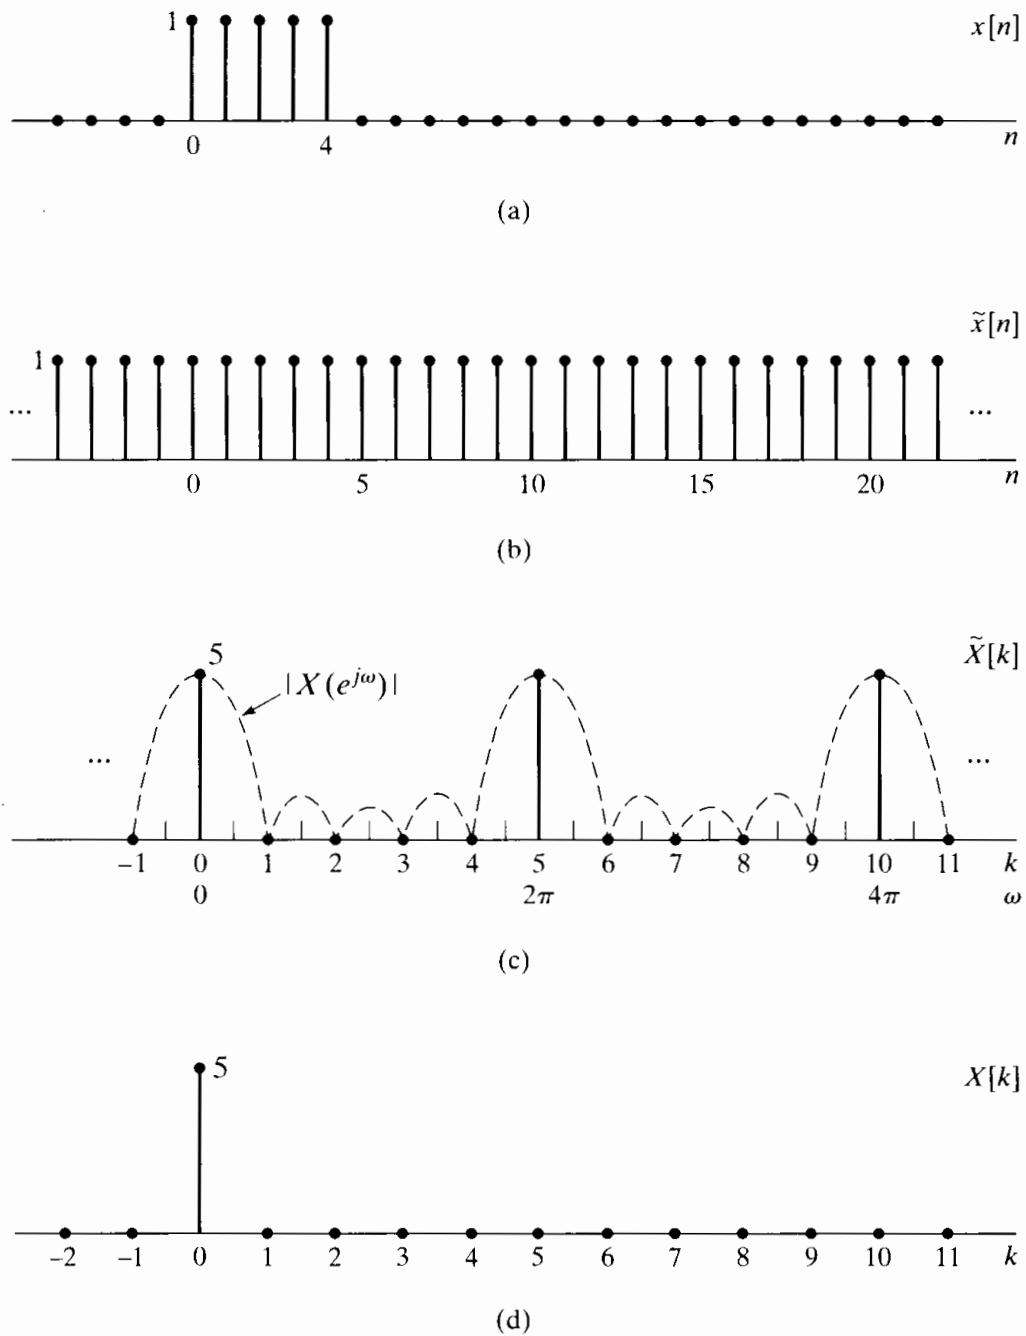 1 x[n]
0 4 n
(a)
x̃[n]
1
... ...
0 5 10 15 20 n
(b)
5 X̃[k]
|X(e^{jω})|
... ...
–1 0 1 2 3 4 5 6 7 8 9 10 11 k
0 2π 4π ω
(c)
5 X[k]
–2 –1 0 1 2 3 4 5 6 7 8 9 10 11 k
(d)